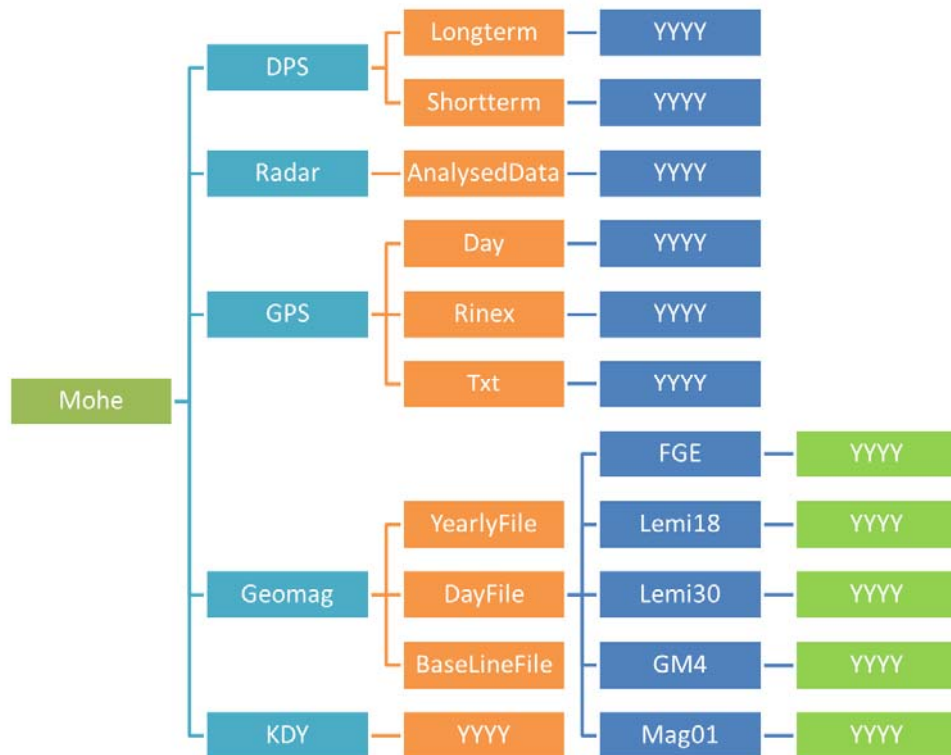 Longterm
YYYY
DPS
Shortterm
YYYY
Radar
AnalysedData
YYYY
Day
YYYY
GPS
Rinex
YYYY
Txt
YYYY
Mohe
FGE
YYYY
YearlyFile
Lemi18
YYYY
Geomag
DayFile
Lemi30
YYYY
BaseLineFile
GM4
YYYY
KDY
YYYY
Mag01
YYYY